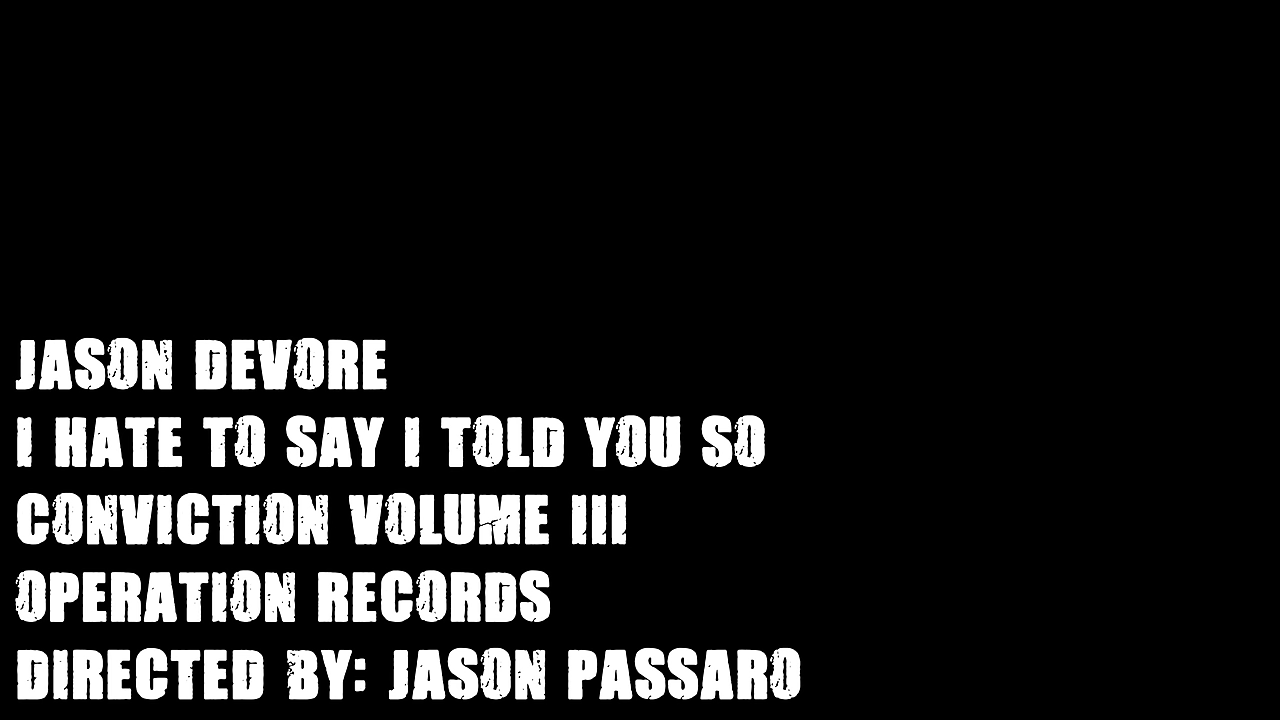 JASON DEVORE
I HATE TO SAY I TOLD YOU SO
CONVICTION VOLUME III
OPERATION RECORDS
DIRECTED BY: JASON PASSARO